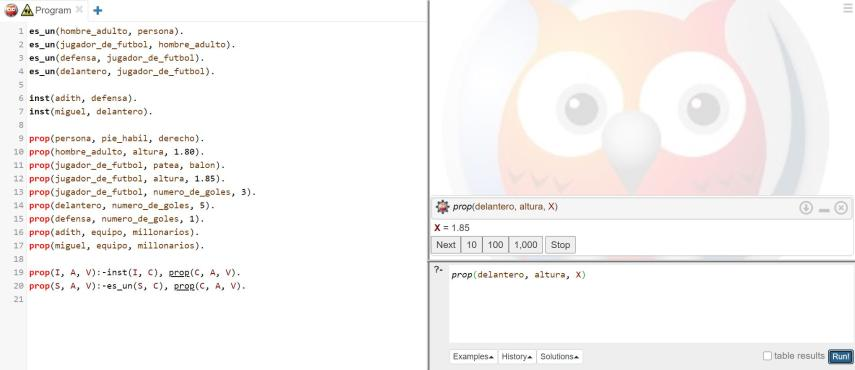 Program
1 es_un(hombre_adulto, persona).
2 es_un(jugador_de_futbol, hombre_adulto).
3 es_un(defensa, jugador_de_futbol).
4 es_un(delantero, jugador_de_futbol).
5
6 inst(adith, defensa).
7 inst(miguel, delantero).
8
9 prop(persona, pie_habil, derecho).
10 prop(hombre_adulto, altura, 1.80).
11 prop(jugador_de_futbol, patea, balon).
12 prop(jugador_de_futbol, altura, 1.85).
13 prop(jugador_de_futbol, numero_de_goles, 3).
14 prop(delantero, numero_de_goles, 5).
15 prop(defensa, numero_de_goles, 1).
16 prop(adith, equipo, millonarios).
17 prop(miguel, equipo, millonarios).
18
19 prop(I, A, V):-inst(I, C), prop(C, A, V).
20 prop(S, A, V):-es_un(S, C), prop(C, A, V).
21
prop(delantero, altura, X)
X = 1.85
Next 10 100 1,000 Stop
?- prop(delantero, altura, X)
Examples History Solutions table results Run!